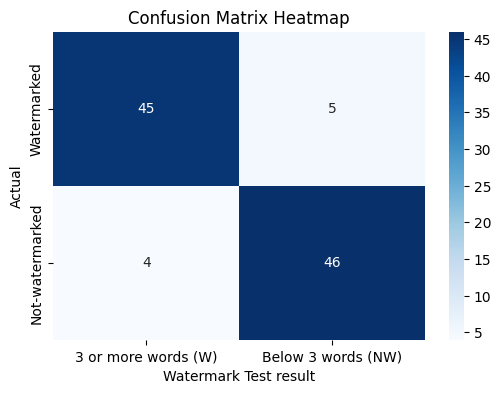 Confusion Matrix Heatmap
Actual
Watermarked
Not-watermarked
45
5
4
46
3 or more words (W)
Below 3 words (NW)
Watermark Test result
45
40
35
30
25
20
15
10
5